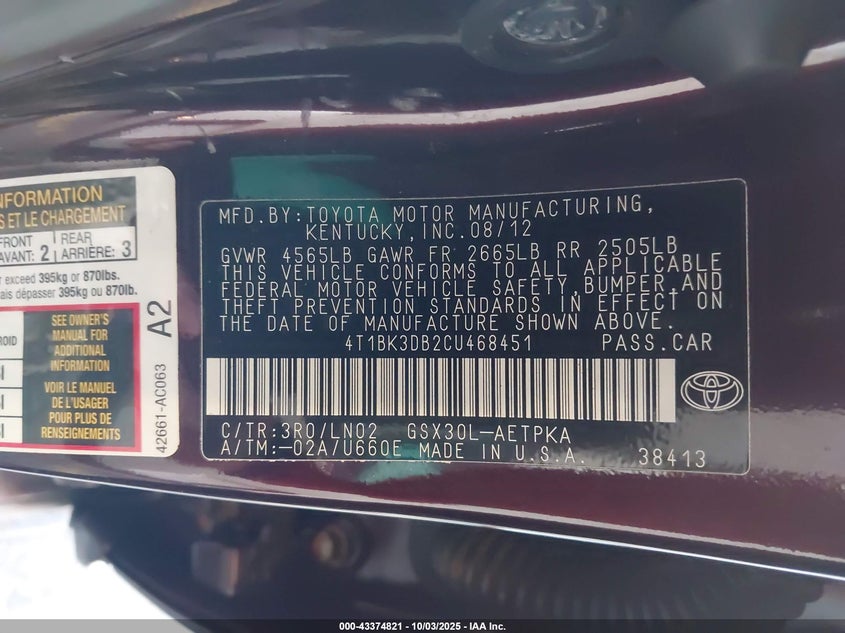 INFORMATION
S ET LE CHARGEMENT
FRONT
AVANT: 2
REAR
ARRIÈRE: 3
r exceed 395kg or 870lbs.
ais dépasser 395kg ou 870lb.
SEE OWNER'S
MANUAL FOR
ADDITIONAL
INFORMATION
VOIR LE MANUEL
DE L'USAGER
POUR PLUS DE
RENSEIGNEMENTS
A2
42661-AC063
MFD.BY:TOYOTA MOTOR MANUFACTURING,
KENTUCKY,INC.08/12
GVWR 4565LB GAWR FR 2665LB RR 2505LB
THIS VEHICLE CONFORMS TO ALL APPLICABLE
FEDERAL MOTOR VEHICLE SAFETY,BUMPER,AND
THEFT PREVENTION STANDARDS IN EFFECT ON
THE DATE OF MANUFACTURE SHOWN ABOVE.
4T1BK3DB2CU468451 PASS.CAR
C/TR:3R0/LN02 GSX30L-AETPKA
A/TM:-02A/U660E MADE IN U.S.A. 38413
000-43374821 - 10/03/2025 - IAA Inc.